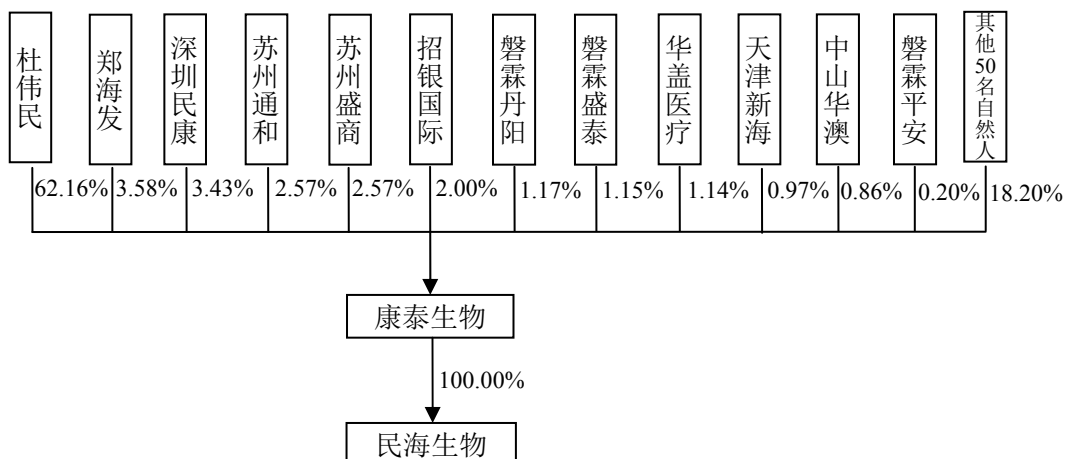 杜伟民
郑海发
深圳民康
苏州通和
苏州盛商
招银国际
磐霖丹阳
磐霖盛泰
华盖医疗
天津新海
中山华澳
磐霖平安
其他50名自然人
62.16%
3.58%
3.43%
2.57%
2.57%
2.00%
1.17%
1.15%
1.14%
0.97%
0.86%
0.20%
18.20%
康泰生物
100.00%
民海生物